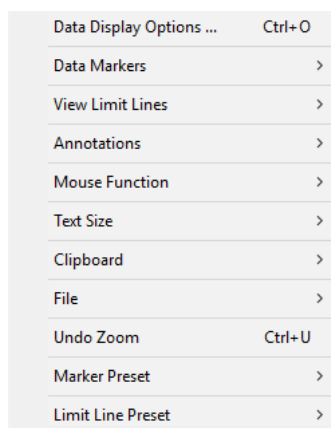 Data Display Options ... Ctrl+O
Data Markers >
View Limit Lines >
Annotations >
Mouse Function >
Text Size >
Clipboard >
File >
Undo Zoom Ctrl+U
Marker Preset >
Limit Line Preset >